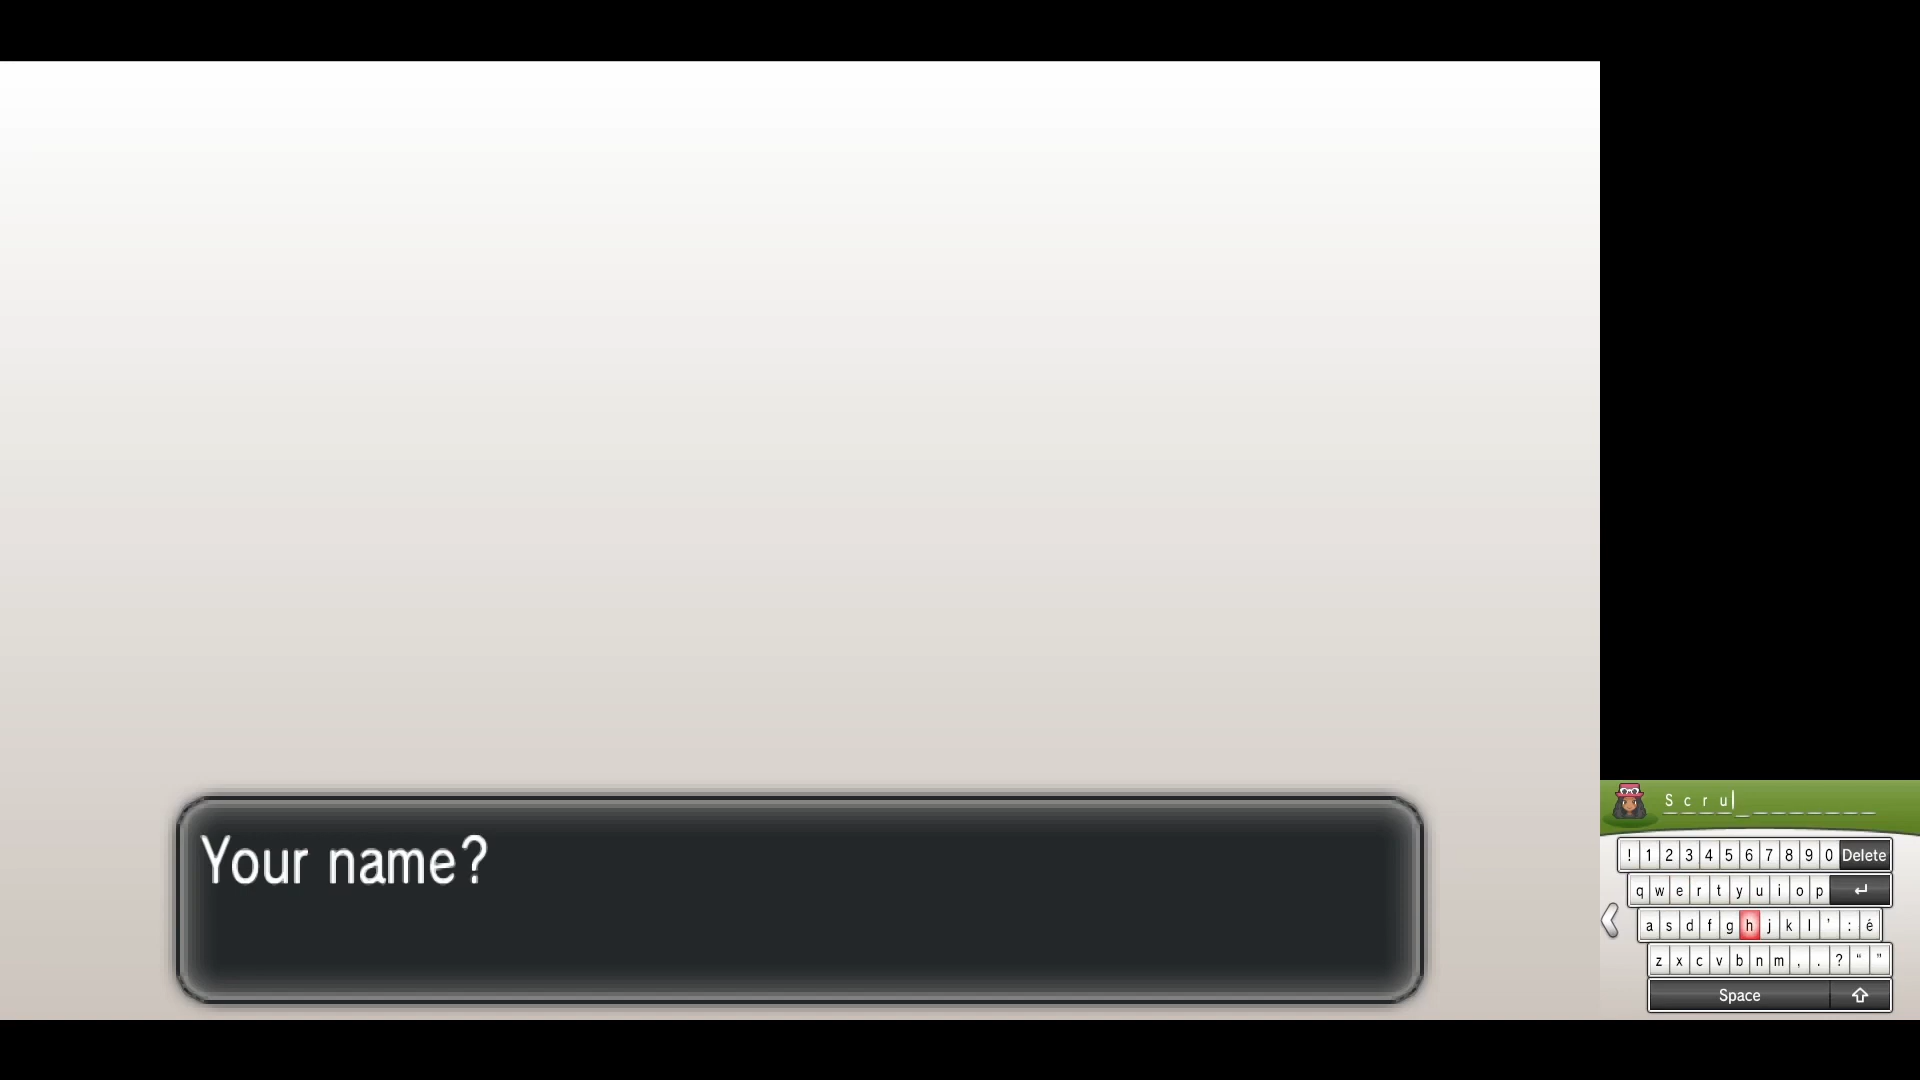 Your name?
Scru
! 1 2 3 4 5 6 7 8 9 0 Delete
q w e r t y u i o p ↵
a s d f g h j k l ' : é
z x c v b n m , . ? “ ”
Space